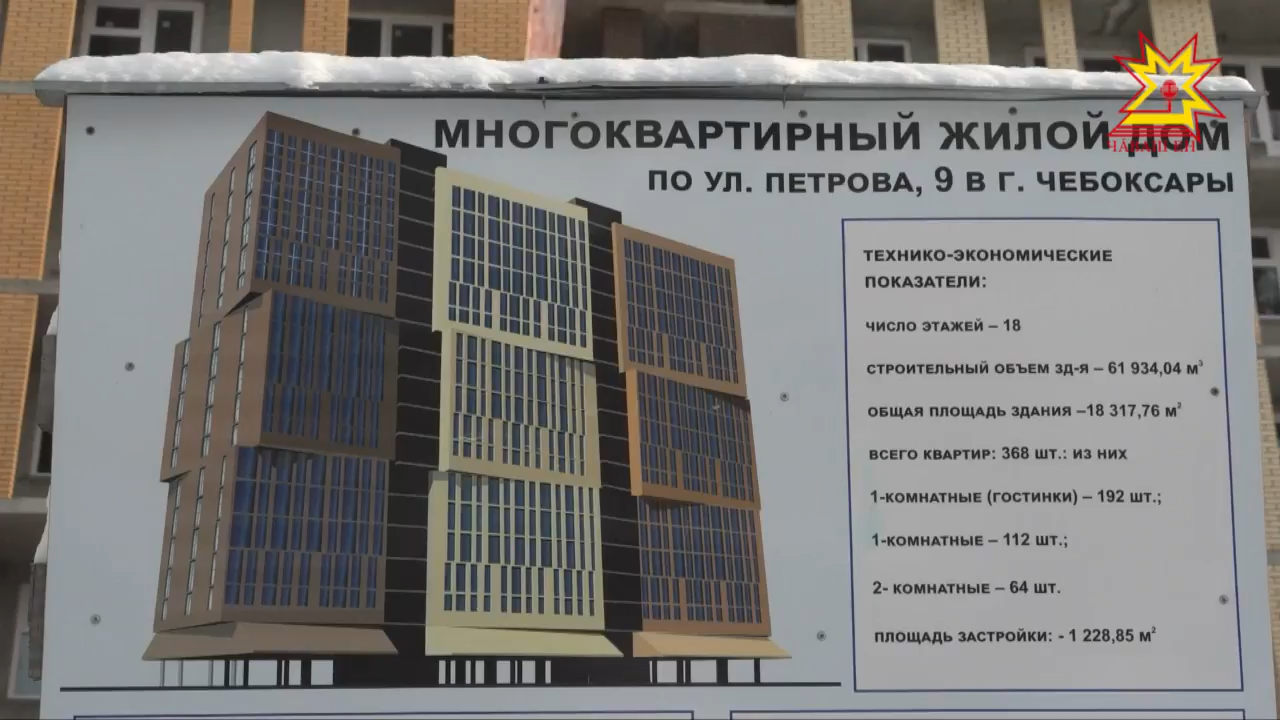 МНОГОКВАРТИРНЫЙ ЖИЛОЙ ДОМ
ПО УЛ. ПЕТРОВА, 9 В Г. ЧЕБОКСАРЫ
ТЕХНИКО-ЭКОНОМИЧЕСКИЕ
ПОКАЗАТЕЛИ:
ЧИСЛО ЭТАЖЕЙ – 18
СТРОИТЕЛЬНЫЙ ОБЪЕМ ЗД-Я – 61 934,04 м³
ОБЩАЯ ПЛОЩАДЬ ЗДАНИЯ –18 317,76 м²
ВСЕГО КВАРТИР: 368 ШТ.: ИЗ НИХ
1-КОМНАТНЫЕ (ГОСТИНКИ) – 192 ШТ.;
1-КОМНАТНЫЕ – 112 ШТ.;
2- КОМНАТНЫЕ – 64 ШТ.
ПЛОЩАДЬ ЗАСТРОЙКИ: - 1 228,85 м²